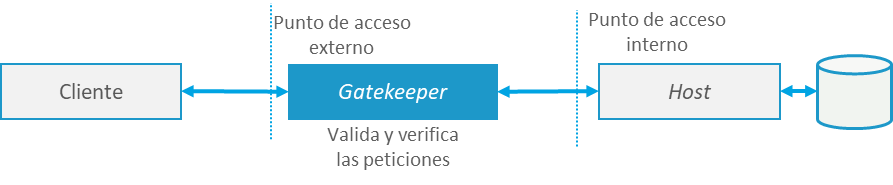 Punto de acceso
externo
Punto de acceso
interno
Cliente
Gatekeeper
Host
Valida y verifica
las peticiones